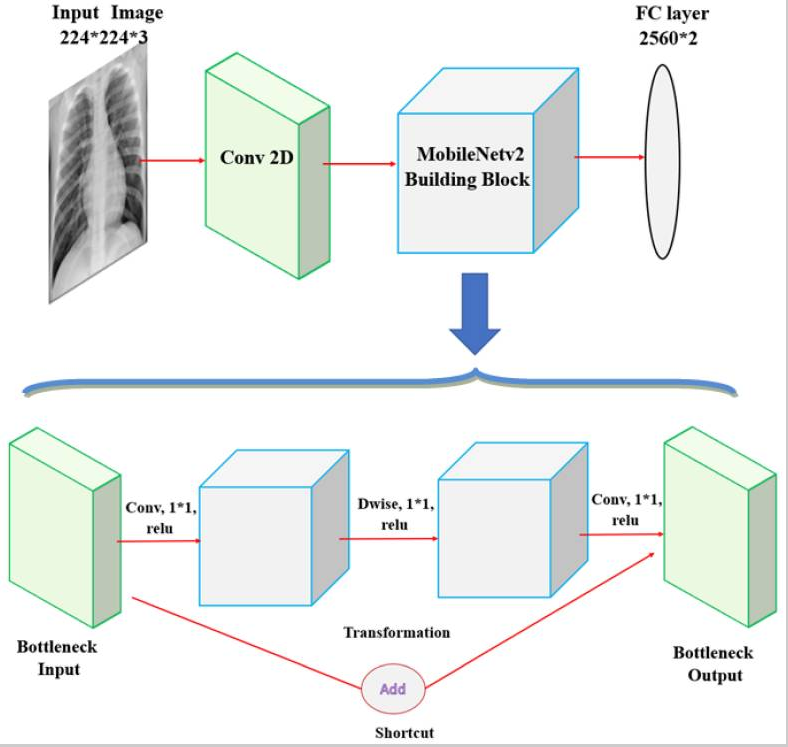 Input Image
224*224*3
FC layer
2560*2
Conv 2D
MobileNetv2
Building Block
Conv, 1*1,
relu
Dwise, 1*1,
relu
Conv, 1*1,
relu
Bottleneck
Input
Transformation
Bottleneck
Output
Add
Shortcut